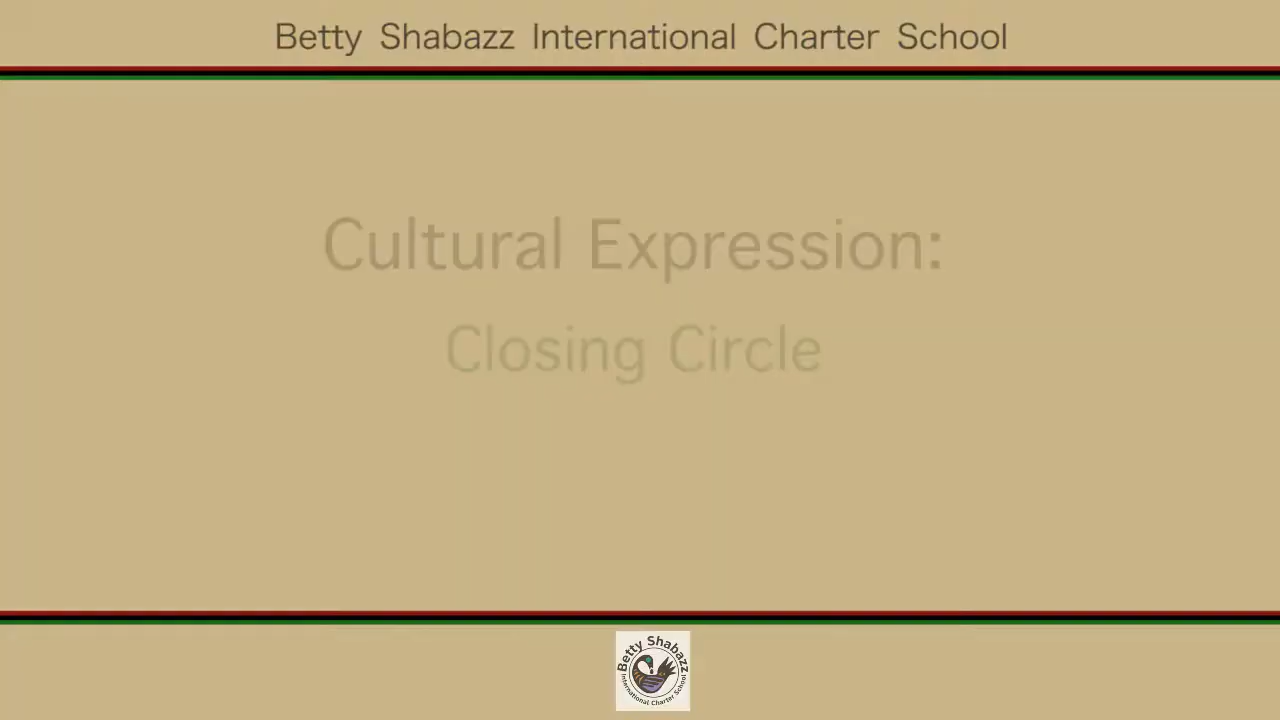 Betty Shabazz International Charter School
Cultural Expression:
Closing Circle
Betty Shabazz
International Charter School